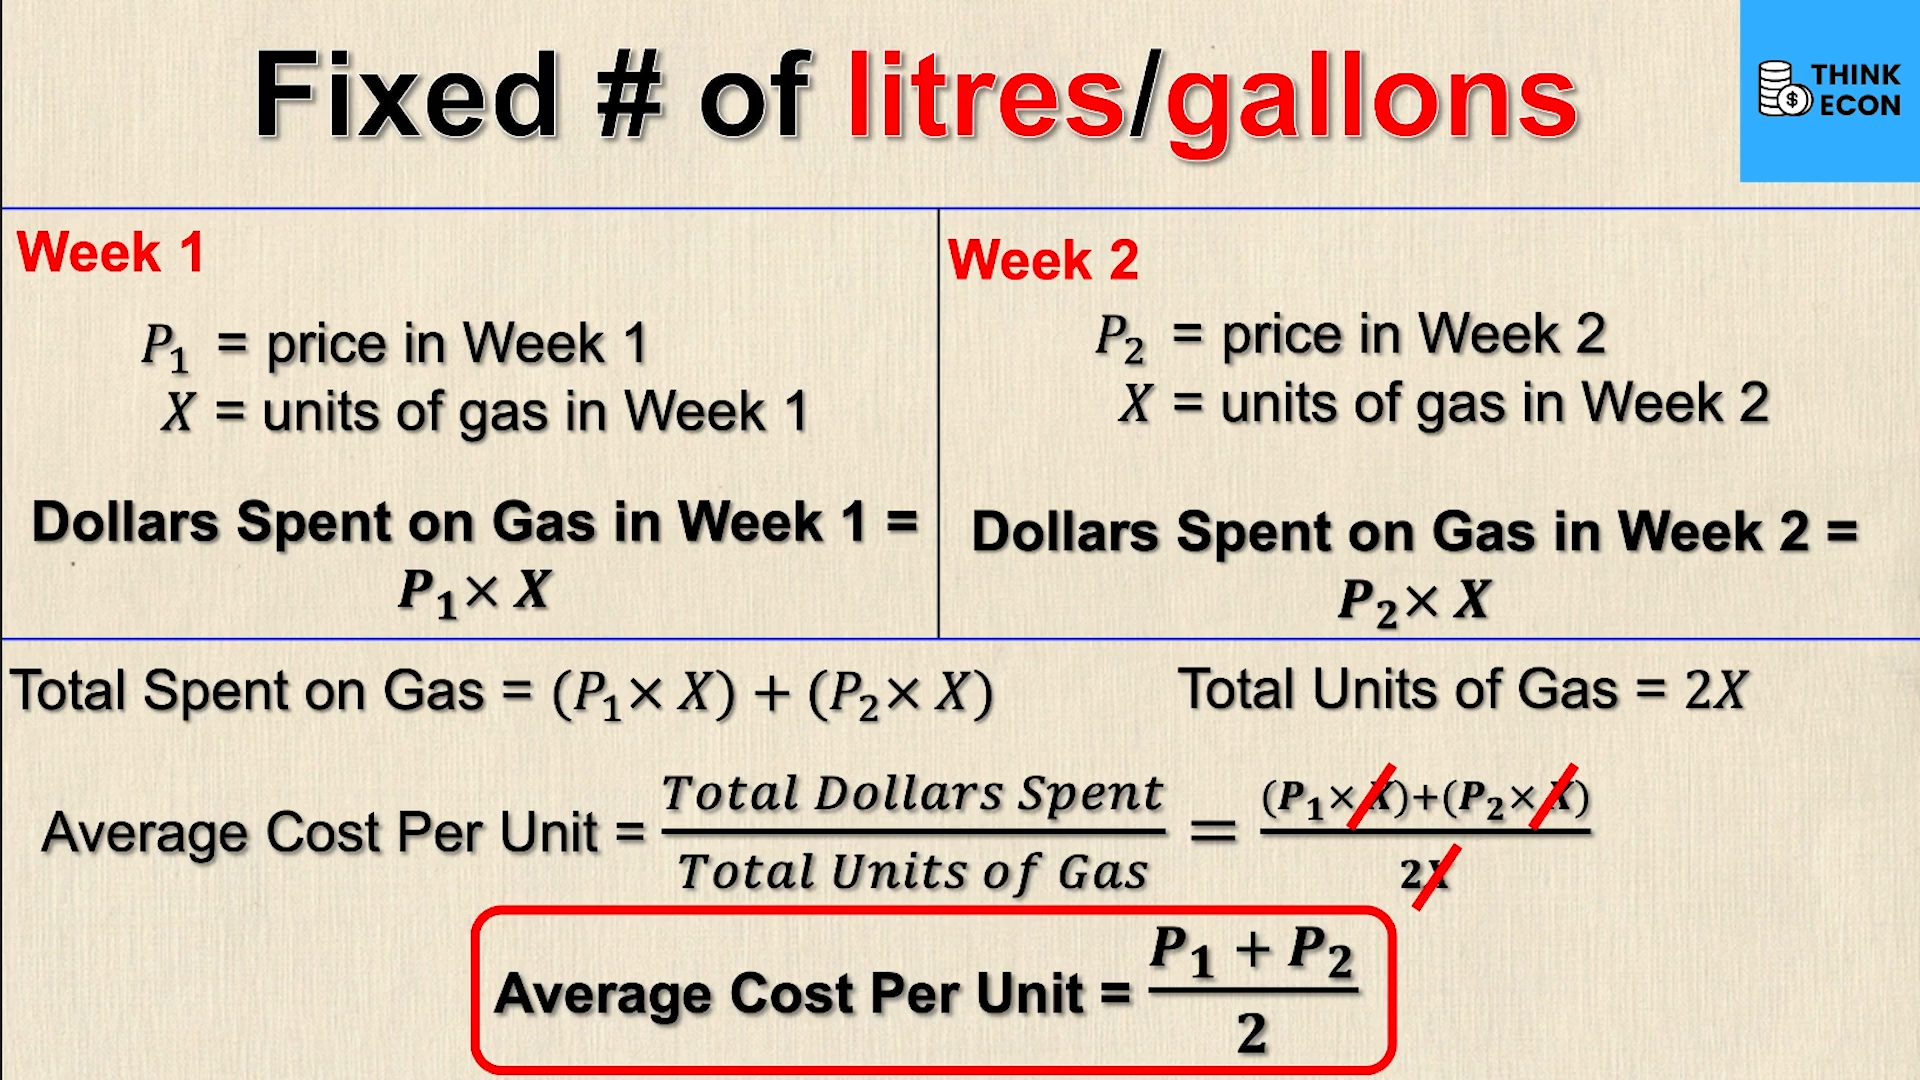 Fixed # of litres/gallons
THINK
ECON
Week 1
P₁ = price in Week 1
X = units of gas in Week 1
Dollars Spent on Gas in Week 1 =
P₁× X
Week 2
P₂ = price in Week 2
X = units of gas in Week 2
Dollars Spent on Gas in Week 2 =
P₂× X
Total Spent on Gas = (P₁× X) + (P₂× X)
Total Units of Gas = 2X
Average Cost Per Unit = Total Dollars Spent / Total Units of Gas = (P₁×X)+(P₂×X) / 2X
Average Cost Per Unit = P₁ + P₂ / 2